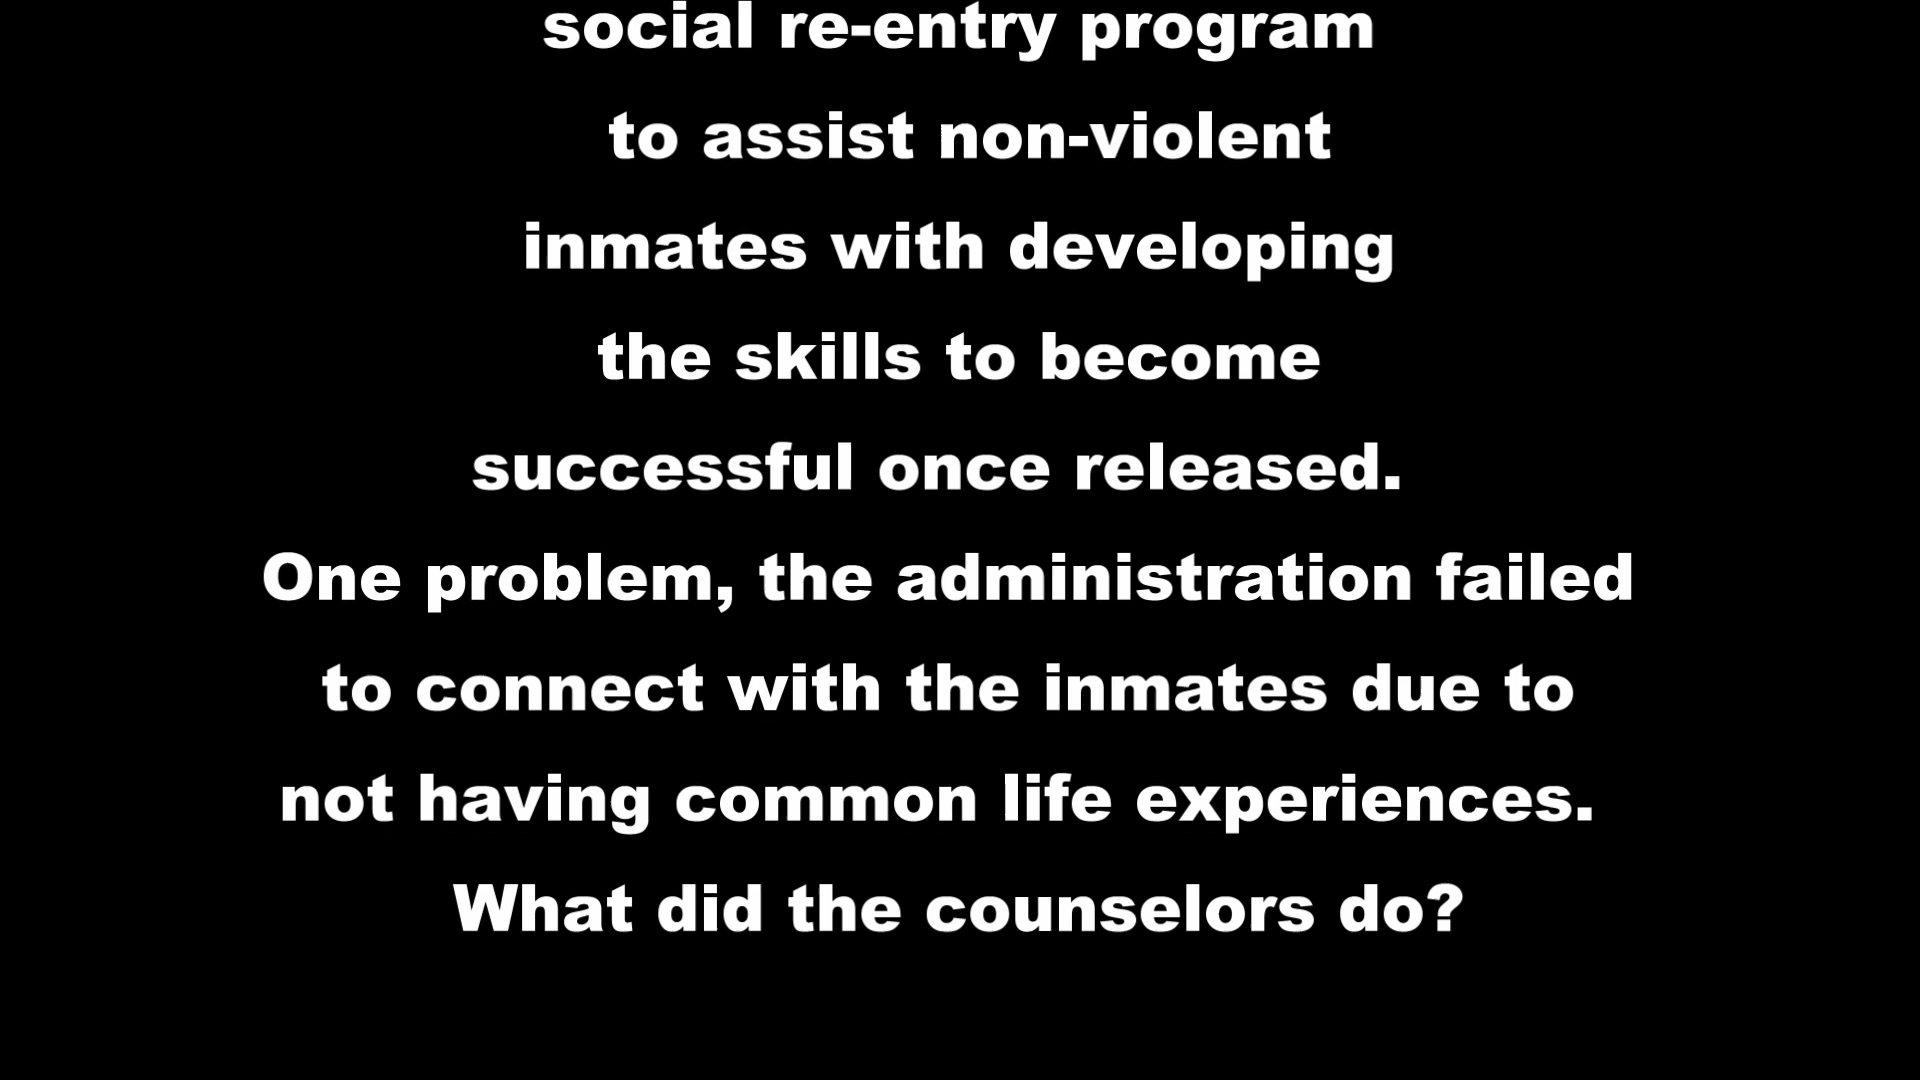 social re-entry program
to assist non-violent
inmates with developing
the skills to become
successful once released.
One problem, the administration failed
to connect with the inmates due to
not having common life experiences.
What did the counselors do?